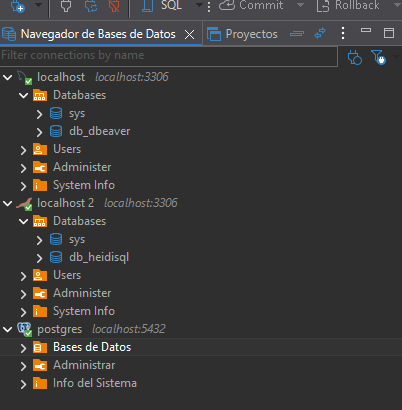 SQL Commit Rollback
Navegador de Bases de Datos Proyectos
Filter connections by name
localhost localhost:3306
Databases
sys
db_dbeaver
Users
Administer
System Info
localhost 2 localhost:3306
Databases
sys
db_heidisql
Users
Administer
System Info
postgres localhost:5432
Bases de Datos
Administrar
Info del Sistema